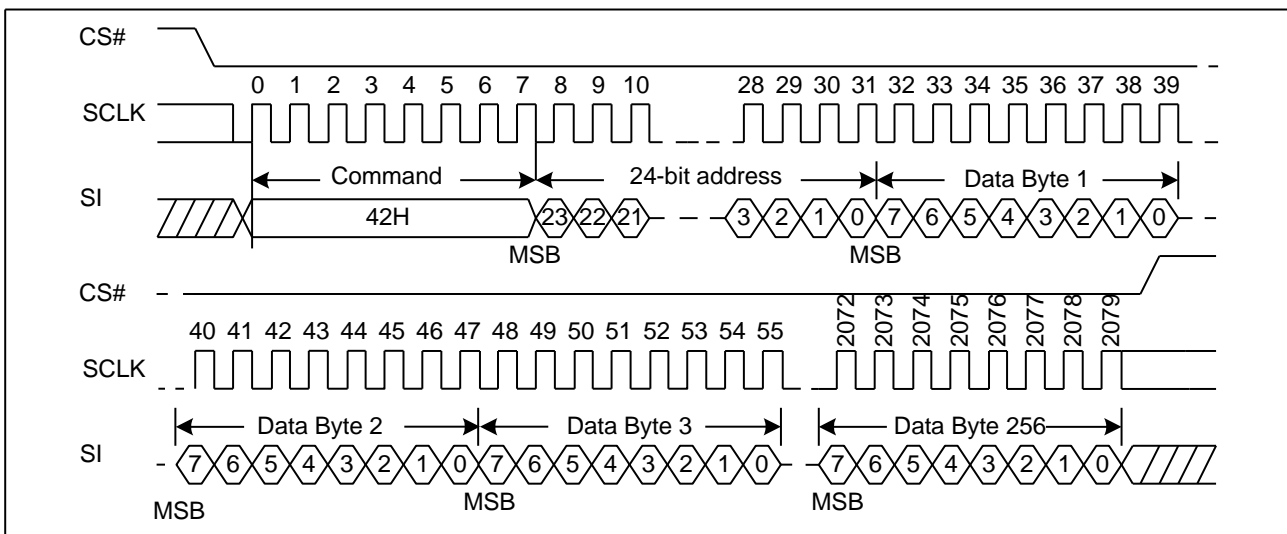 CS#
0 1 2 3 4 5 6 7 8 9 10 28 29 30 31 32 33 34 35 36 37 38 39
SCLK
Command 24-bit address Data Byte 1
SI
42H 23 22 21 3 2 1 0 7 6 5 4 3 2 1 0
MSB MSB
CS#
40 41 42 43 44 45 46 47 48 49 50 51 52 53 54 55 2072 2073 2074 2075 2076 2077 2078 2079
SCLK
Data Byte 2 Data Byte 3 Data Byte 256
SI
7 6 5 4 3 2 1 0 7 6 5 4 3 2 1 0 7 6 5 4 3 2 1 0
MSB MSB MSB